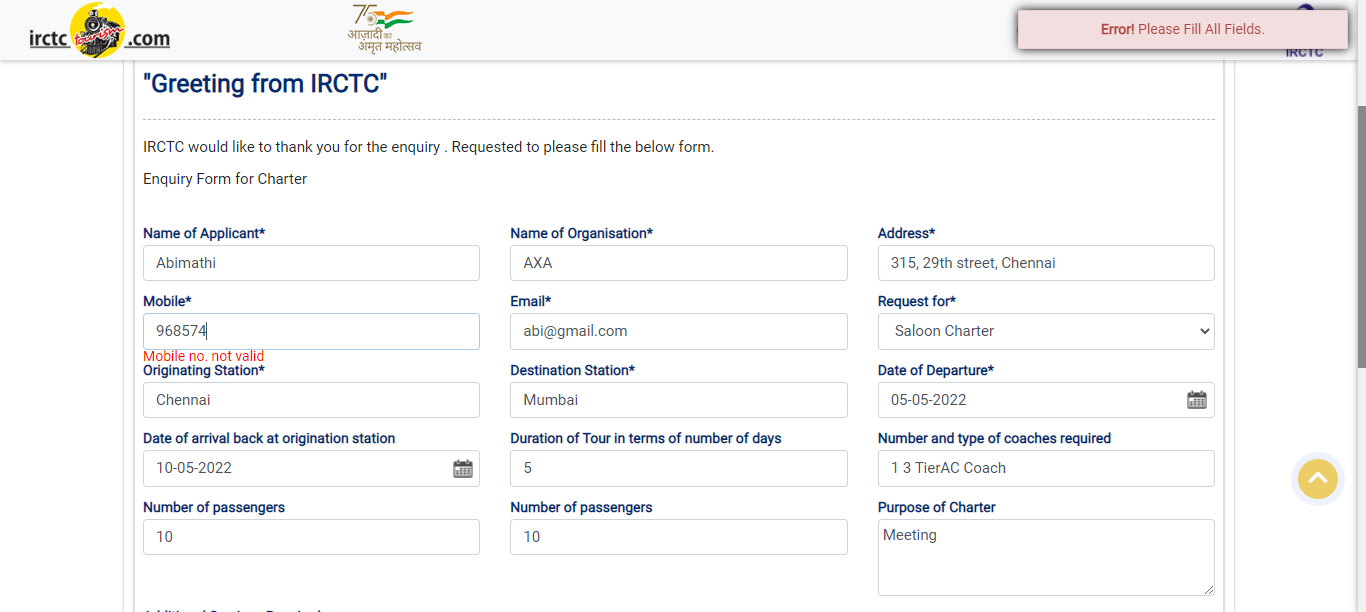 irctc tourism .com
75
आज़ादी का
अमृत महोत्सव
Error! Please Fill All Fields.
IRCTC
"Greeting from IRCTC"
IRCTC would like to thank you for the enquiry . Requested to please fill the below form.
Enquiry Form for Charter
Name of Applicant* Name of Organisation* Address*
Abimathi AXA 315, 29th street, Chennai
Mobile* Email* Request for*
968574 abi@gmail.com Saloon Charter
Mobile no. not valid
Originating Station* Destination Station* Date of Departure*
Chennai Mumbai 05-05-2022
Date of arrival back at origination station Duration of Tour in terms of number of days Number and type of coaches required
10-05-2022 5 1 3 TierAC Coach
Number of passengers Number of passengers Purpose of Charter
10 10 Meeting